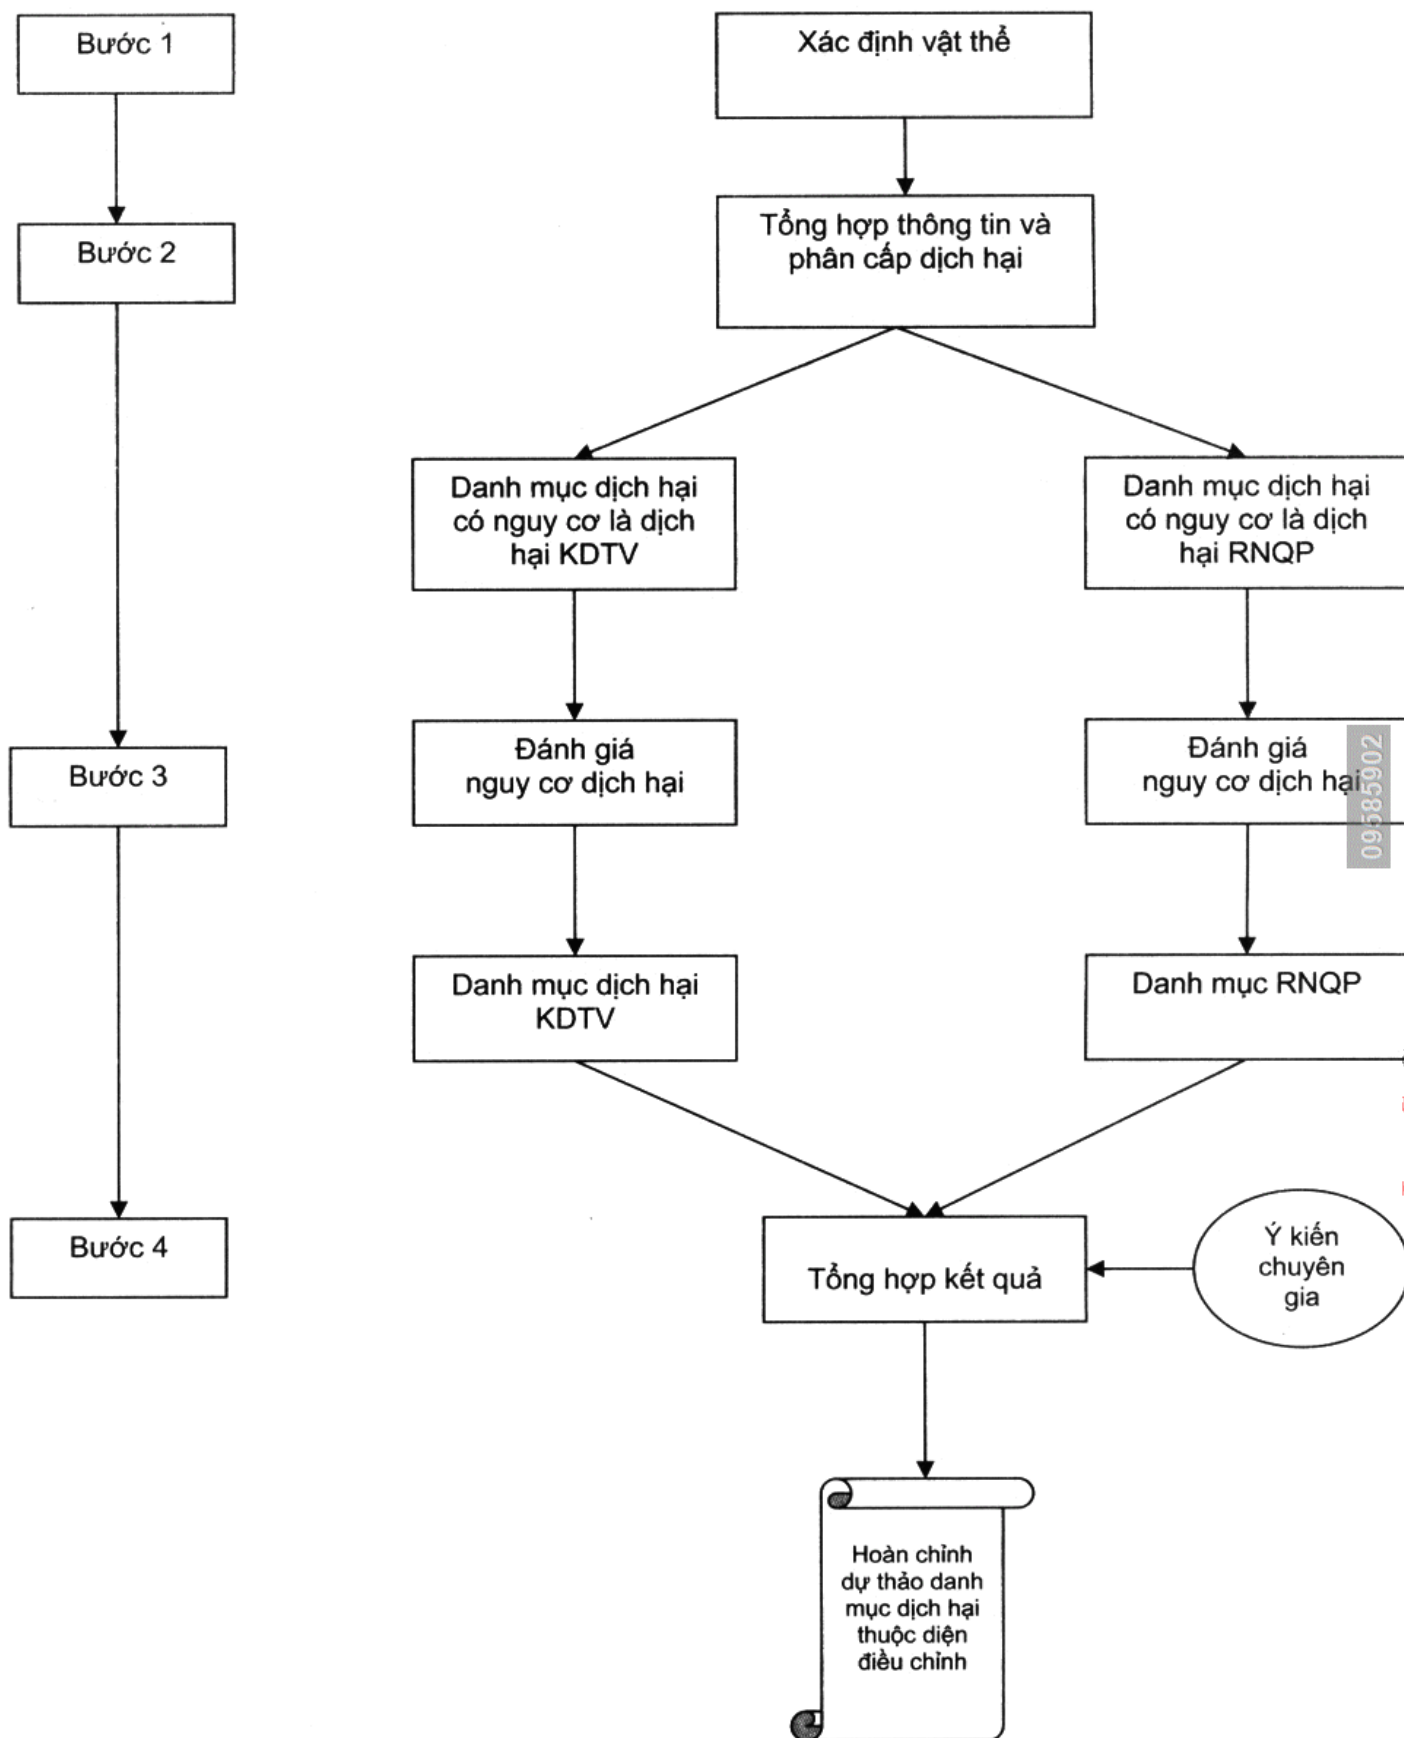 Bước 1
Xác định vật thể
Bước 2
Tổng hợp thông tin và
phân cấp dịch hại
Danh mục dịch hại
có nguy cơ là dịch
hại KDTV
Danh mục dịch hại
có nguy cơ là dịch
hại RNQP
Bước 3
Đánh giá
nguy cơ dịch hại
Đánh giá
nguy cơ dịch hại
09585902
Danh mục dịch hại
KDTV
Danh mục RNQP
Bước 4
Tổng hợp kết quả
Ý kiến
chuyên
gia
Hoàn chỉnh
dự thảo danh
mục dịch hại
thuộc diện
điều chỉnh